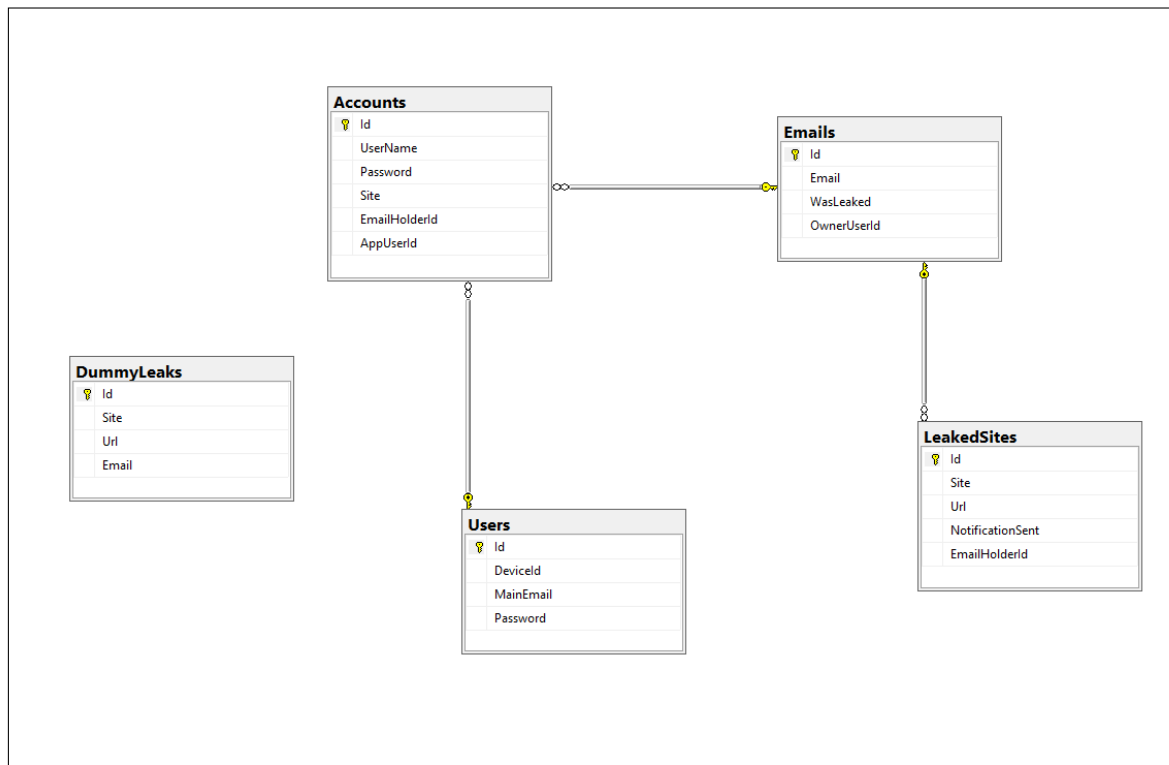 Accounts
Id
UserName
Password
Site
EmailHolderId
AppUserId
Emails
Id
Email
WasLeaked
OwnerUserId
DummyLeaks
Id
Site
Url
Email
LeakedSites
Id
Site
Url
NotificationSent
EmailHolderId
Users
Id
DeviceId
MainEmail
Password